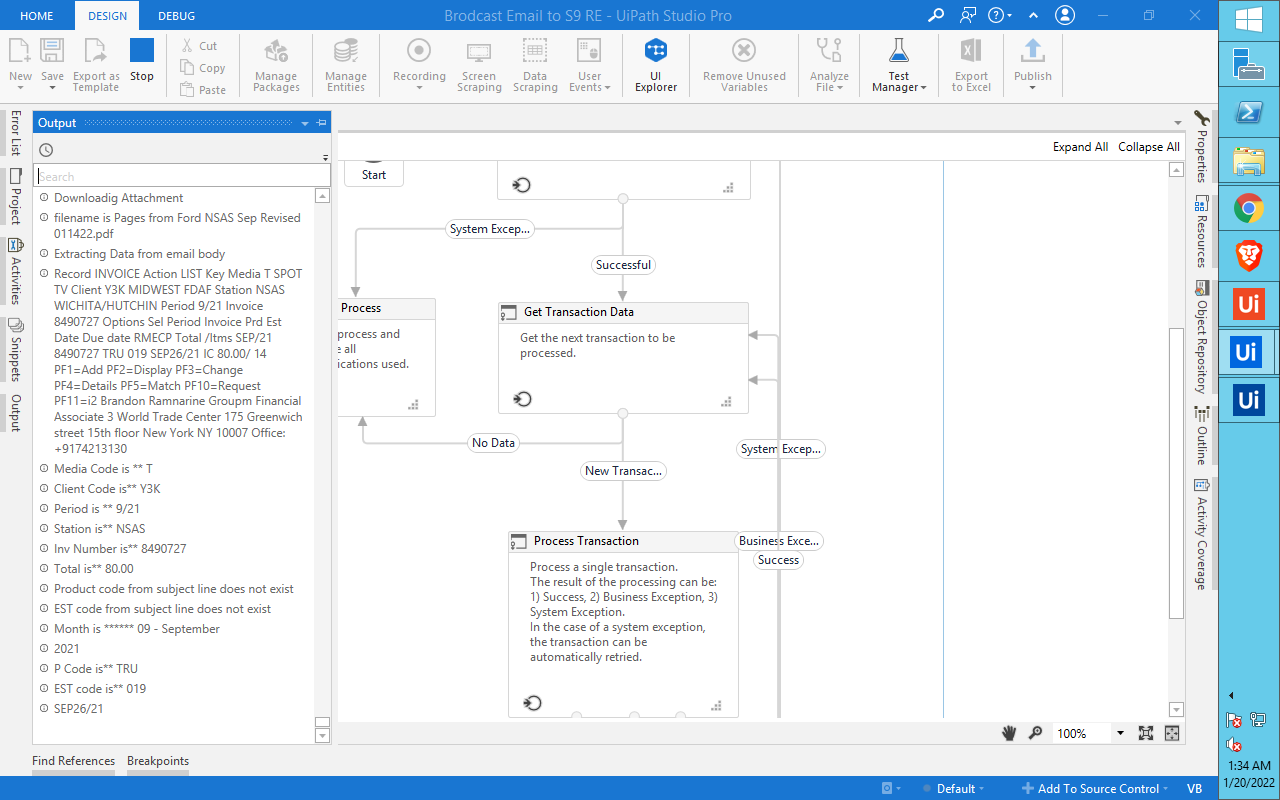 HOME
DESIGN
DEBUG
Brodcast Email to S9 RE - UiPath Studio Pro
New
Save
Export as
Template
Stop
Cut
Copy
Paste
Manage
Packages
Manage
Entities
Recording
Screen
Scraping
Data
Scraping
User
Events
UI
Explorer
Remove Unused
Variables
Analyze
File
Test
Manager
Export
to Excel
Publish
Error List
Project
Activities
Snippets
Output
Output
Search
Downloadig Attachment
filename is Pages from Ford NSAS Sep Revised
011422.pdf
Extracting Data from email body
Record INVOICE Action LIST Key Media T SPOT
TV Client Y3K MIDWEST FDAF Station NSAS
WICHITA/HUTCHIN Period 9/21 Invoice
8490727 Options Sel Period Invoice Prd Est
Date Due date RMECP Total /Itms SEP/21
8490727 TRU 019 SEP26/21 IC 80.00/ 14
PF1=Add PF2=Display PF3=Change
PF4=Details PF5=Match PF10=Request
PF11=i2 Brandon Ramnarine Groupm Financial
Associate 3 World Trade Center 175 Greenwich
street 15th floor New York NY 10007 Office:
+9174213130
Media Code is ** T
Client Code is** Y3K
Period is ** 9/21
Station is** NSAS
Inv Number is** 8490727
Total is** 80.00
Product code from subject line does not exist
EST code from subject line does not exist
Month is ****** 09 - September
2021
P Code is** TRU
EST code is** 019
SEP26/21
Find References
Breakpoints
Expand All
Collapse All
Start
System Excep...
Successful
Process
process and
e all
ications used.
Get Transaction Data
Get the next transaction to be
processed.
No Data
New Transac...
System Excep...
Process Transaction
Business Exce...
Success
Process a single transaction.
The result of the processing can be:
1) Success, 2) Business Exception, 3)
System Exception.
In the case of a system exception,
the transaction can be
automatically retried.
100%
Properties
Resources
Object Repository
Outline
Activity Coverage
Default
Add To Source Control
VB
Ui
Ui
Ui
1:34 AM
1/20/2022